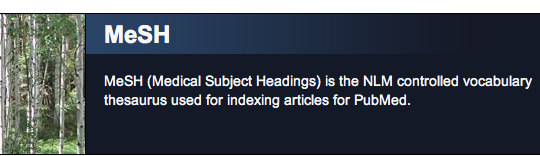 MeSH
MeSH (Medical Subject Headings) is the NLM controlled vocabulary
thesaurus used for indexing articles for PubMed.